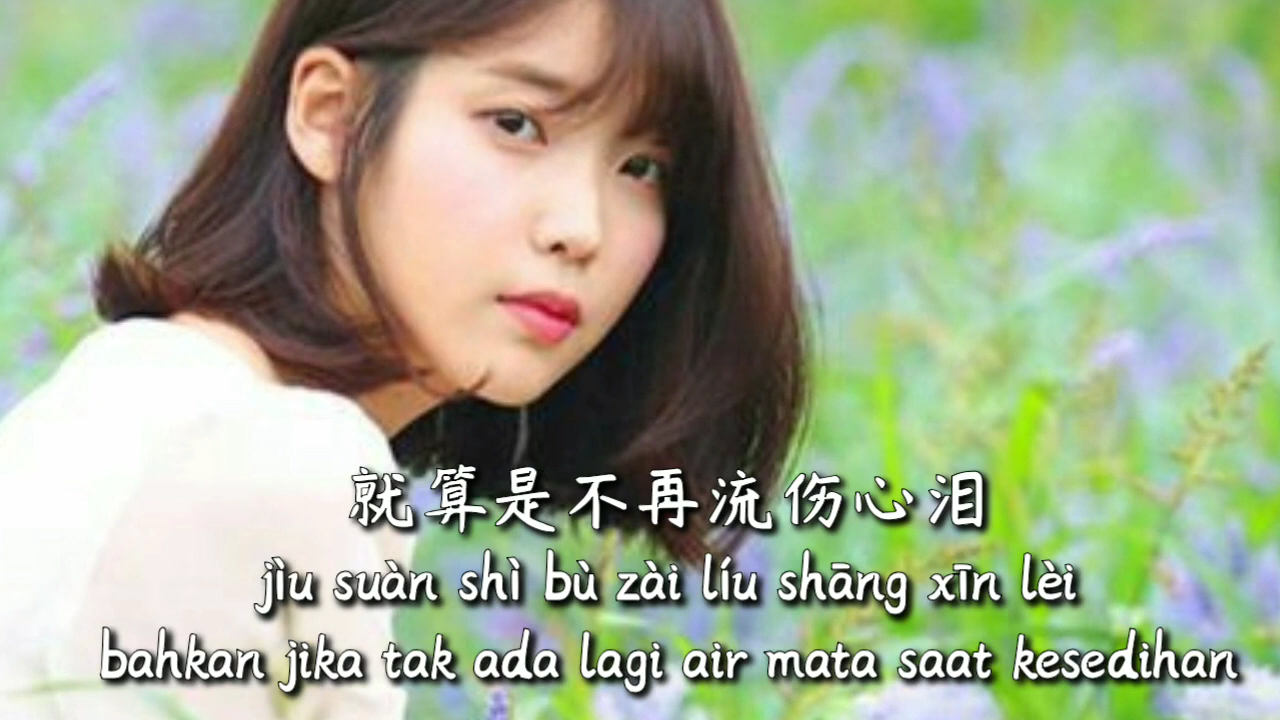 就算是不再流伤心泪
jìu suàn shì bù zài líu shāng xīn lèi
bahkan jika tak ada lagi air mata saat kesedihan